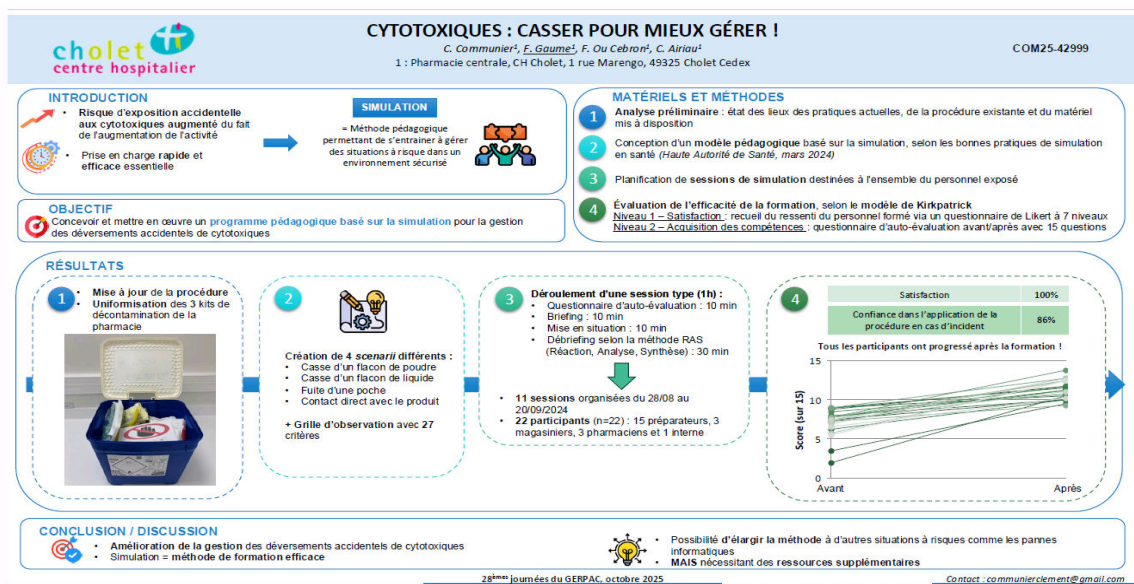 cholet
centre hospitalier
CYTOTOXIQUES : CASSER POUR MIEUX GÉRER !
C. Communier¹, F. Gaume¹, F. Ou Cebron¹, C. Airiau¹
1 : Pharmacie centrale, CH Cholet, 1 rue Marengo, 49325 Cholet Cedex
COM25-42999
INTRODUCTION
• Risque d'exposition accidentelle
aux cytotoxiques augmenté du fait
de l'augmentation de l'activité
• Prise en charge rapide et
efficace essentielle
SIMULATION
= Méthode pédagogique
permettant de s'entrainer à gérer
des situations à risque dans un
environnement sécurisé
OBJECTIF
Concevoir et mettre en œuvre un programme pédagogique basé sur la simulation pour la gestion
des déversements accidentels de cytotoxiques
MATÉRIELS ET MÉTHODES
1
Analyse préliminaire : état des lieux des pratiques actuelles, de la procédure existante et du matériel
mis à disposition
2
Conception d'un modèle pédagogique basé sur la simulation, selon les bonnes pratiques de simulation
en santé (Haute Autorité de Santé, mars 2024)
3
Planification de sessions de simulation destinées à l'ensemble du personnel exposé
4
Évaluation de l'efficacité de la formation, selon le modèle de Kirkpatrick
Niveau 1 – Satisfaction : recueil du ressenti du personnel formé via un questionnaire de Likert à 7 niveaux
Niveau 2 – Acquisition des compétences : questionnaire d'auto-évaluation avant/après avec 15 questions
RÉSULTATS
1
• Mise à jour de la procédure
• Uniformisation des 3 kits de
décontamination de la
pharmacie
2
Création de 4 scenarii différents :
• Casse d'un flacon de poudre
• Casse d'un flacon de liquide
• Fuite d'une poche
• Contact direct avec le produit
+ Grille d'observation avec 27
critères
3
Déroulement d'une session type (1h) :
• Questionnaire d'auto-évaluation : 10 min
• Briefing : 10 min
• Mise en situation : 10 min
• Débriefing selon la méthode RAS
(Réaction, Analyse, Synthèse) : 30 min
• 11 sessions organisées du 28/08 au
20/09/2024
• 22 participants (n=22) : 15 préparateurs, 3
magasiniers, 3 pharmaciens et 1 interne
4
Satisfaction 100%
Confiance dans l'application de la
procédure en cas d'incident 86%
Tous les participants ont progressé après la formation !
Score (sur 15)
15
10
5
0
Avant Après
CONCLUSION / DISCUSSION
• Amélioration de la gestion des déversements accidentels de cytotoxiques
• Simulation = méthode de formation efficace
• Possibilité d'élargir la méthode à d'autres situations à risques comme les pannes
informatiques
• MAIS nécessitant des ressources supplémentaires
28èmes journées du GERPAC, octobre 2025
Contact : communierclement@gmail.com